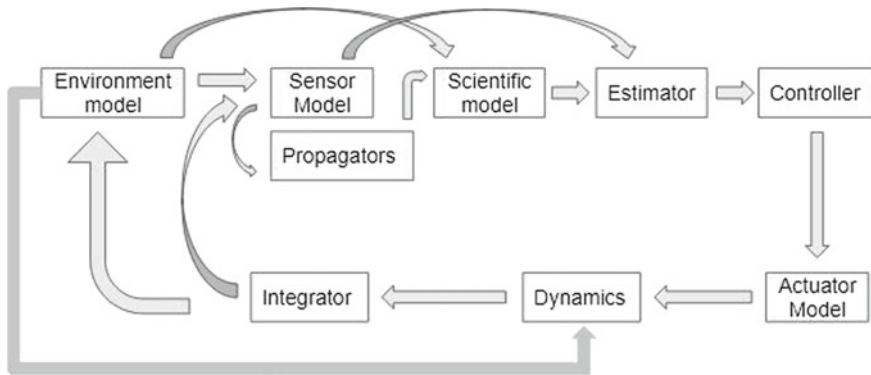 Environment
model
Sensor
Model
Scientific
model
Estimator
Controller
Propagators
Integrator
Dynamics
Actuator
Model